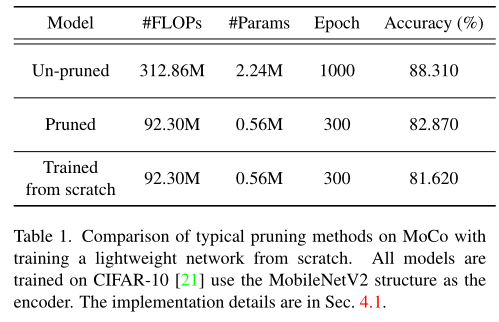 Model #FLOPs #Params Epoch Accuracy (%)
Un-pruned 312.86M 2.24M 1000 88.310
Pruned 92.30M 0.56M 300 82.870
Trained
from scratch 92.30M 0.56M 300 81.620
Table 1. Comparison of typical pruning methods on MoCo with
training a lightweight network from scratch. All models are
trained on CIFAR-10 [21] use the MobileNetV2 structure as the
encoder. The implementation details are in Sec. 4.1.